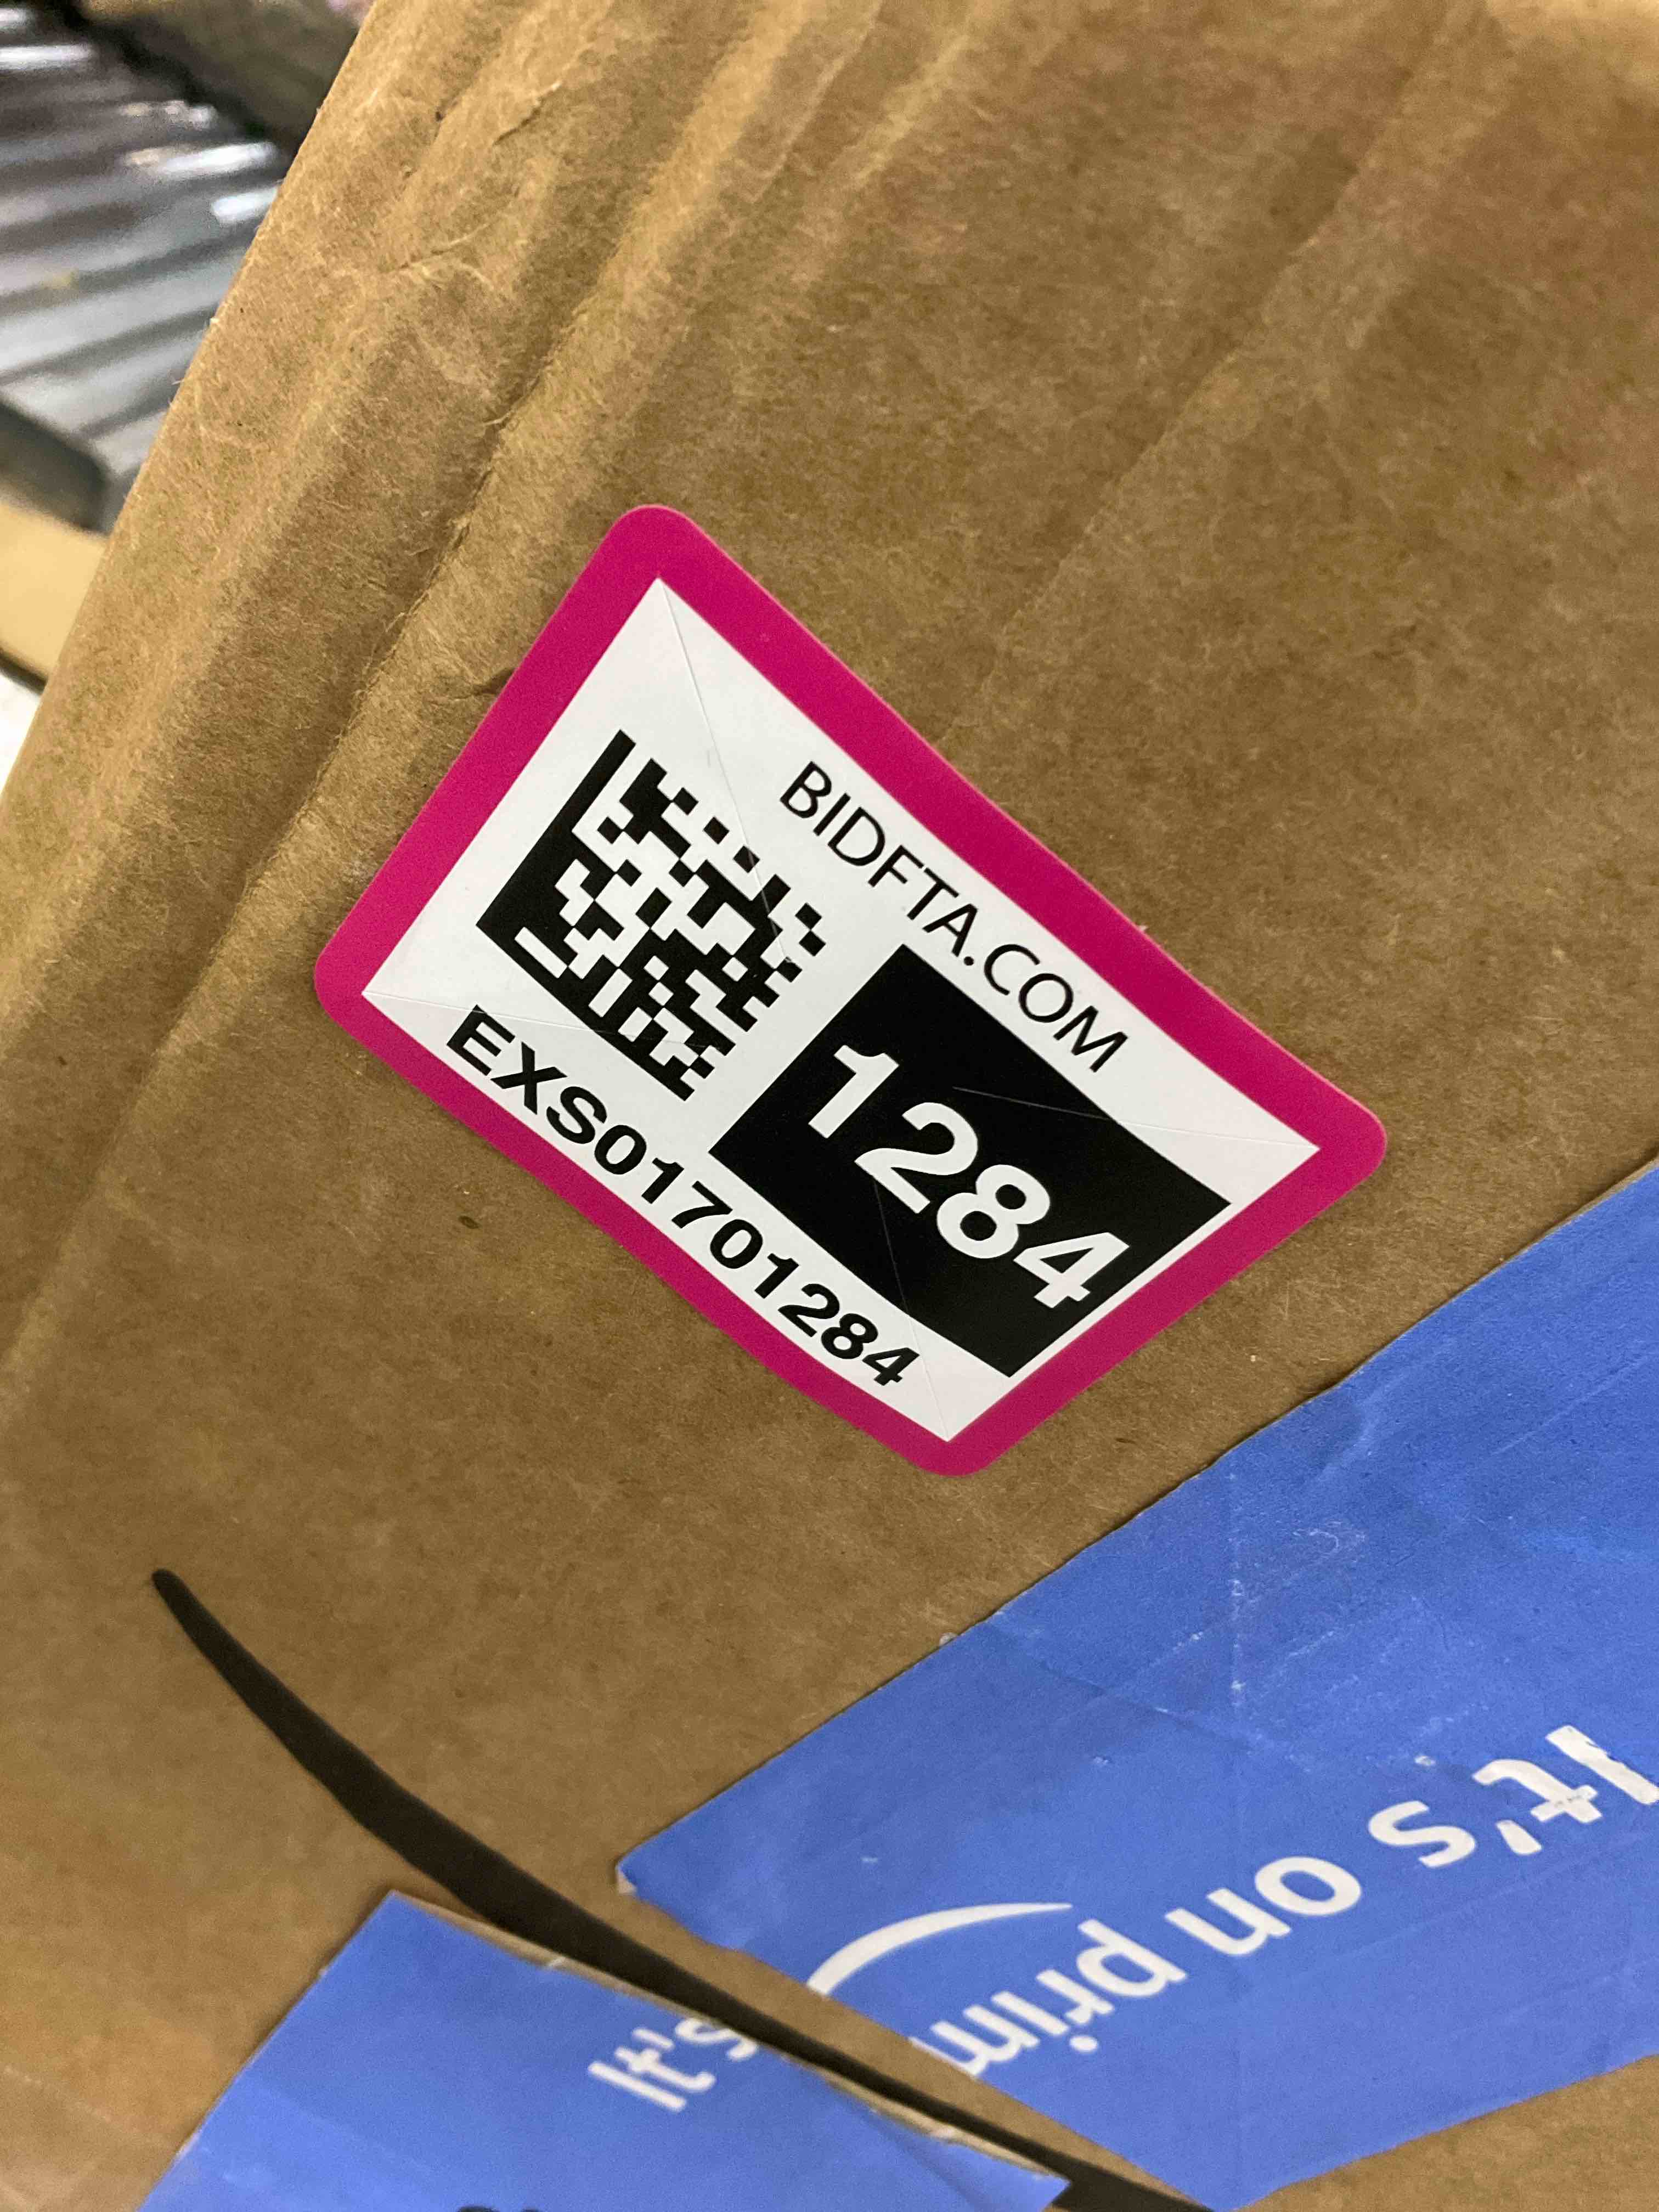 BIDFTA.COM
1284
EXS01701284
It's on prim
It's